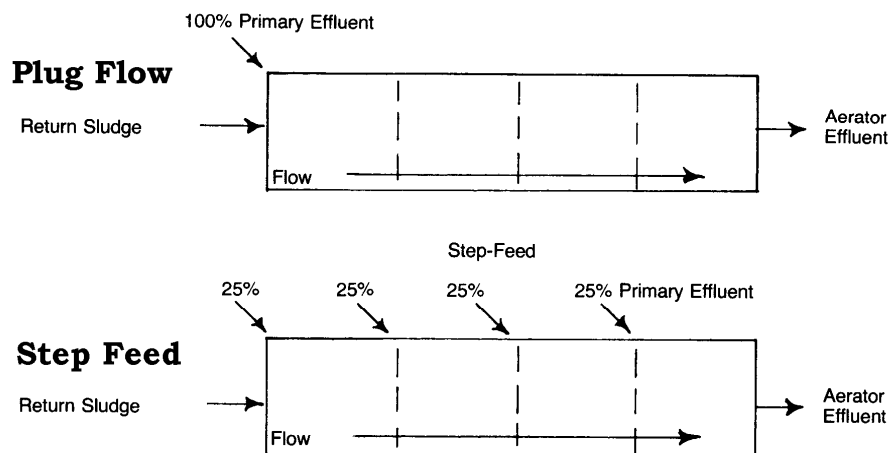 100% Primary Effluent
Plug Flow
Return Sludge
Aerator
Effluent
Flow
Step-Feed
25%
25%
25%
25% Primary Effluent
Step Feed
Return Sludge
Aerator
Effluent
Flow